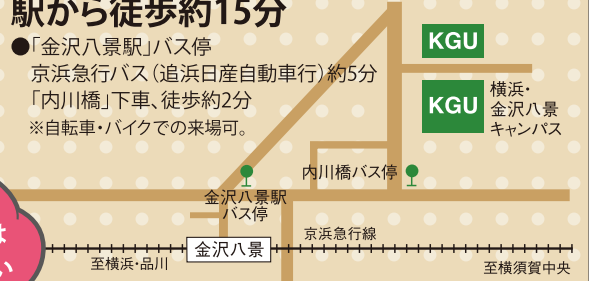 駅から徒歩約15分
●「金沢八景駅」バス停
京浜急行バス（追浜日産自動車行）約5分
「内川橋」下車、徒歩約2分
※自転車・バイクでの来場可。
KGU
KGU
横浜・
金沢八景
キャンパス
内川橋バス停
金沢八景駅
バス停
京浜急行線
金沢八景
至横浜・品川
至横須賀中央
は
い